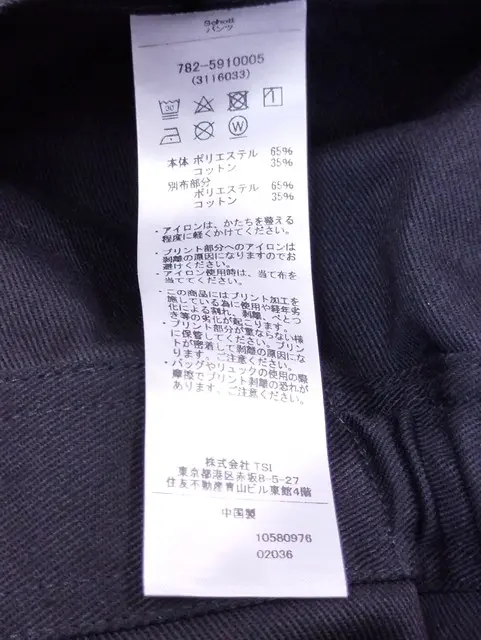 Schott
パンツ
782-5910005
(3116033)
本体 ポリエステル 65%
コットン 35%
別布部分
ポリエステル 65%
コットン 35%
・アイロンは、かたちを整える
程度に軽くかけてください。
・プリント部分へのアイロンは
剥離の原因になりますのでお
避けください。
・アイロン使用時は、当て布を
当ててください。
・この商品にはプリント加工を
施している為に使用や経年劣
化による割れ、剥離、べとつ
き等の劣化が起こります。
・プリント部分が重ならない様
に保管してください。プリン
トが密着して剥離の原因にな
ります、ご注意ください。
・バッグやリュックの使用の際
摩擦でプリント剥離の恐れが
あります、ご注意ください。
株式会社 TSI
東京都港区赤坂8-5-27
住友不動産青山ビル東館4階
中国製
10580976
02036